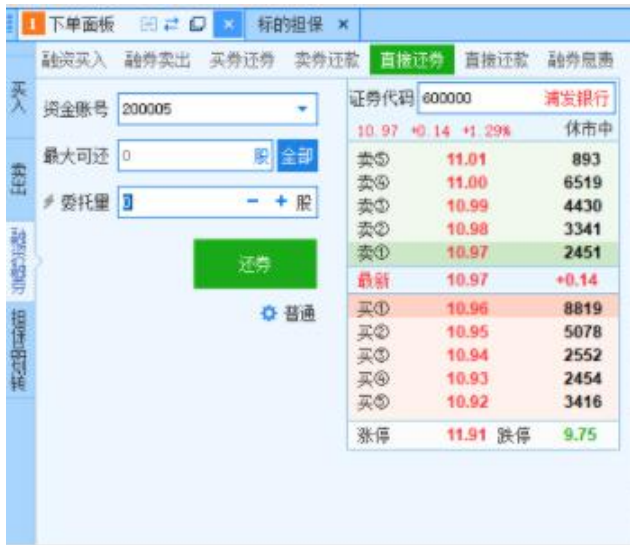 1 下单面板 标的担保 ×
融资买入 融券卖出 买券还券 卖券还款 直接还券 直接还款 融券息费
买入
卖出
融资融券
担保品划转
资金账号 200005
最大可还 0 股 全部
委托量 0 - + 股
还券
普通
证券代码 600000 浦发银行
10.97 +0.14 +1.29% 休市中
卖⑤ 11.01 893
卖④ 11.00 6519
卖③ 10.99 4430
卖② 10.98 3341
卖① 10.97 2451
最新 10.97 +0.14
买① 10.96 8819
买② 10.95 5078
买③ 10.94 2552
买④ 10.93 2454
买⑤ 10.92 3416
涨停 11.91 跌停 9.75